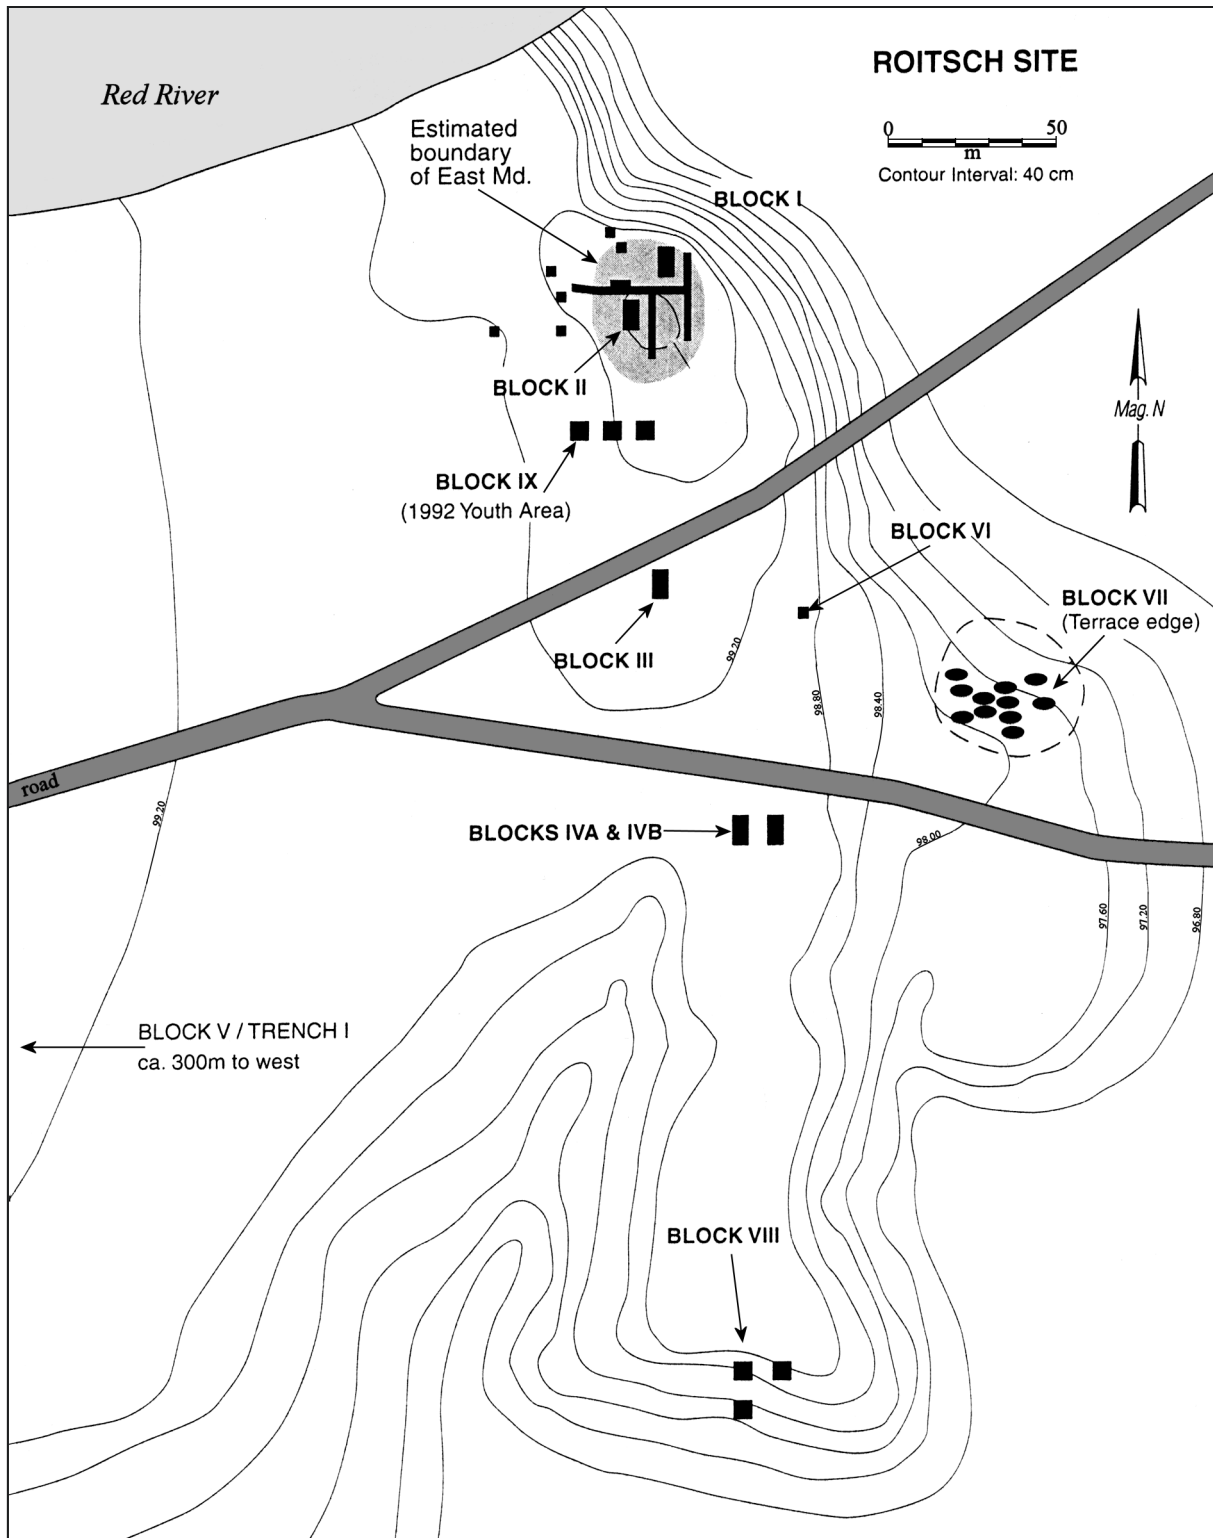 ROITSCH SITE
Red River
0 50
m
Contour Interval: 40 cm
Estimated
boundary
of East Md.
BLOCK I
BLOCK II
Mag. N
BLOCK IX
(1992 Youth Area)
BLOCK VI
BLOCK VII
(Terrace edge)
BLOCK III
99.20
98.80
98.40
road
99.20
BLOCKS IVA & IVB
98.00
97.60
97.20
96.80
BLOCK V / TRENCH I
ca. 300m to west
BLOCK VIII